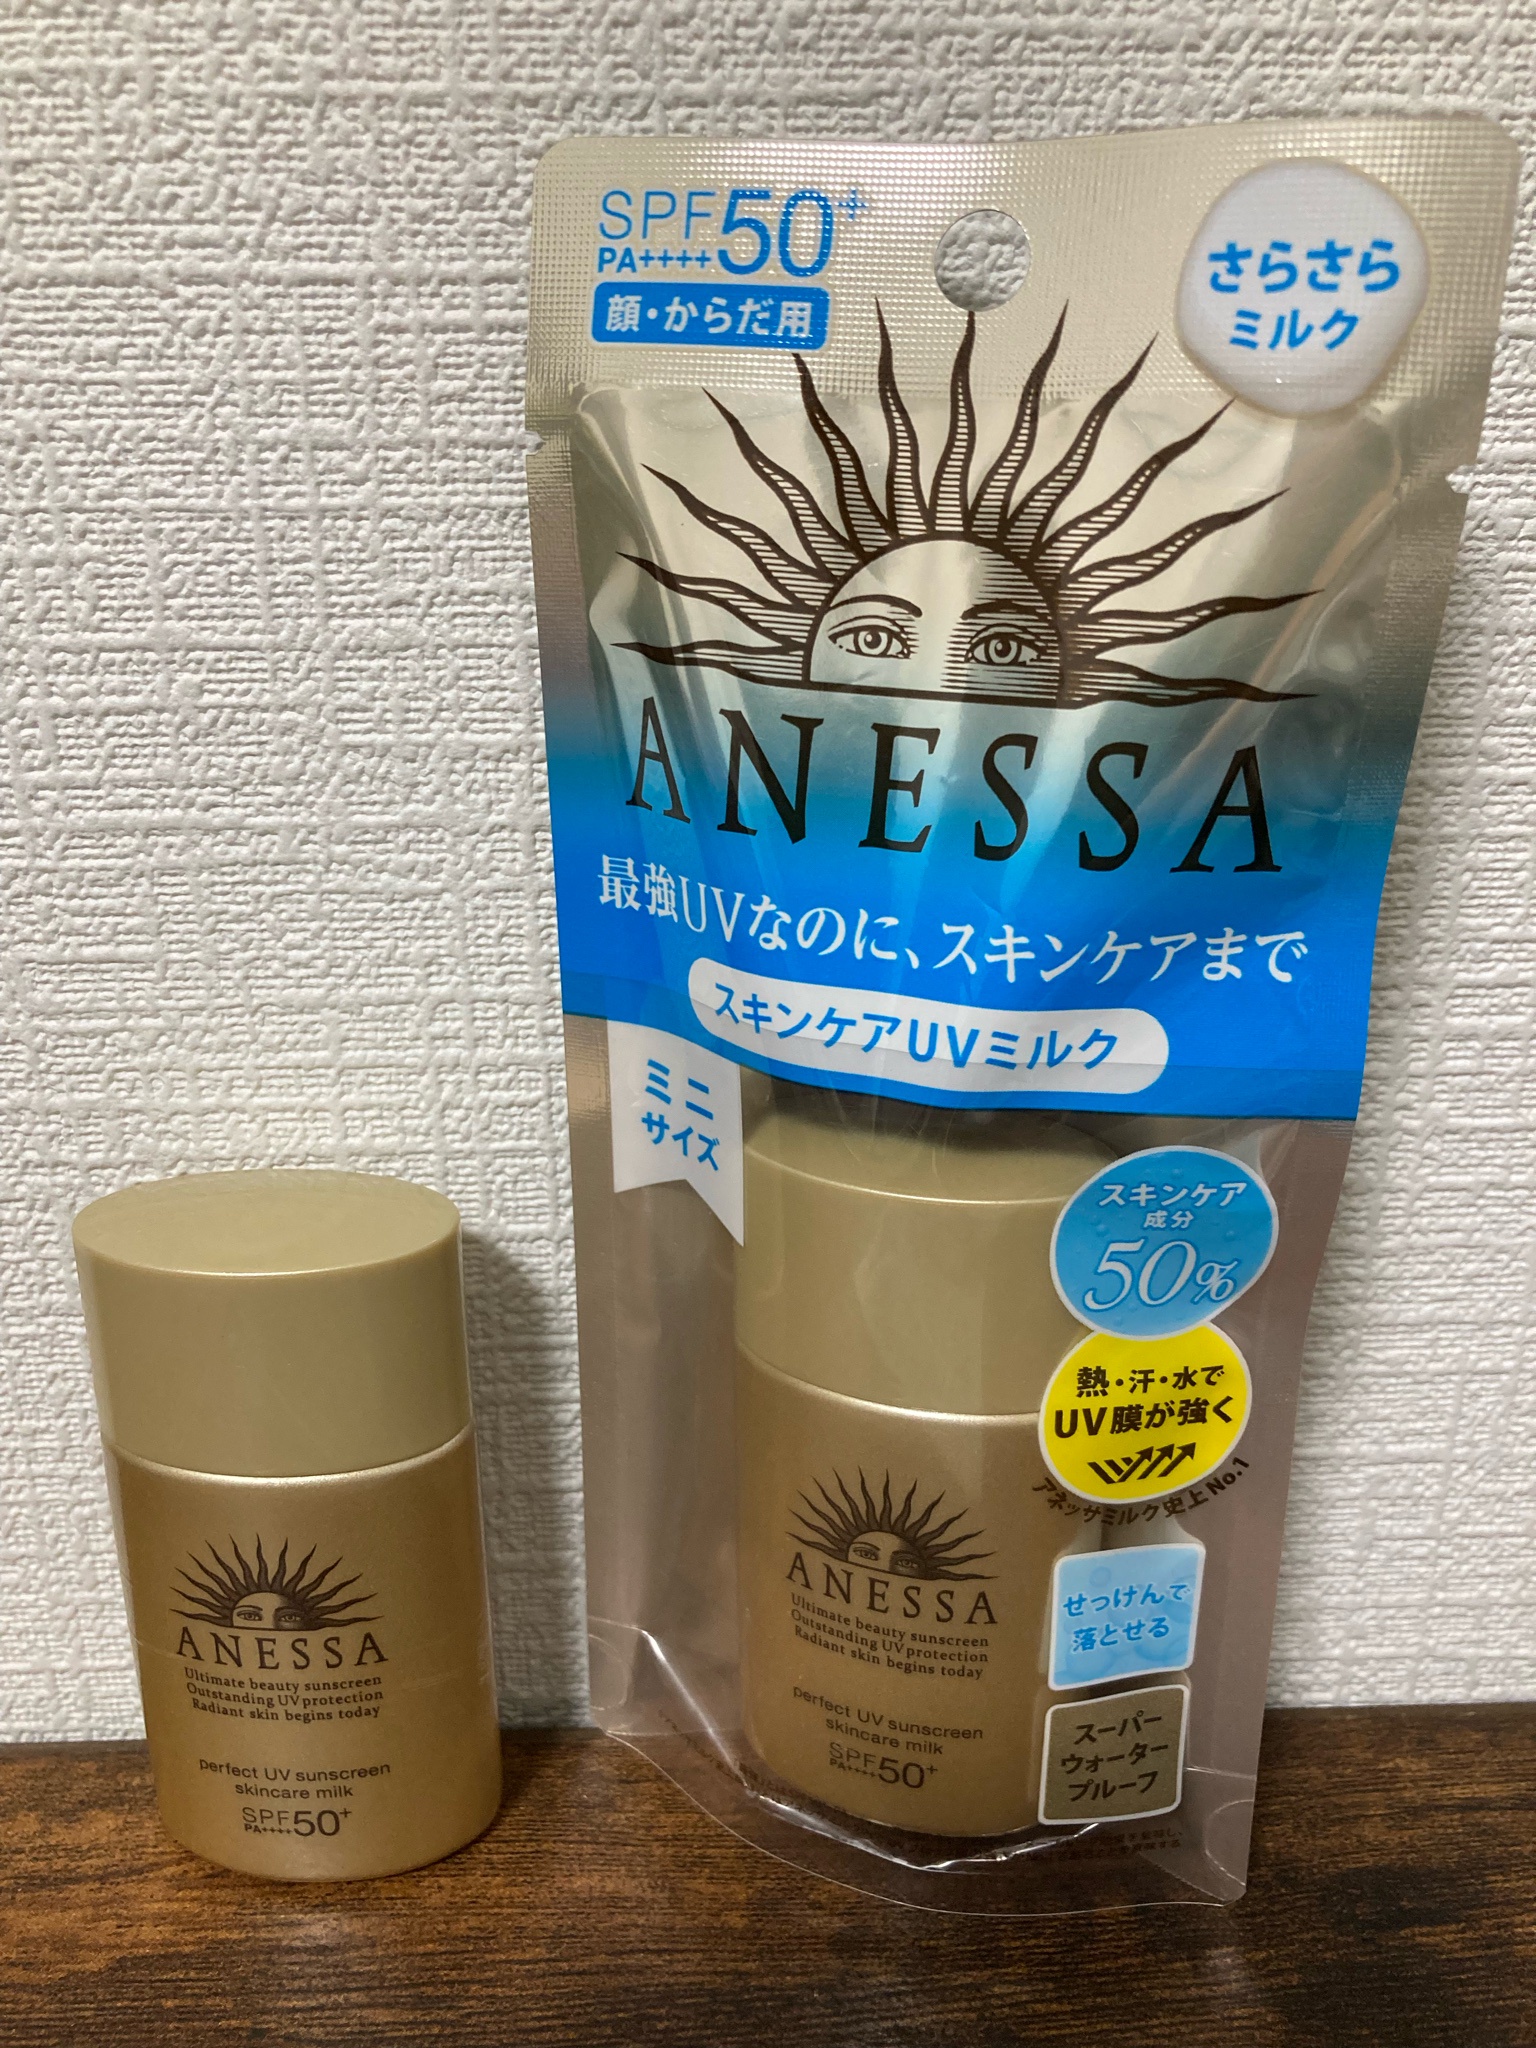 SPF50+
PA++++
顔・からだ用
さらさら
ミルク
ANESSA
最強UVなのに、スキンケアまで
スキンケアUVミルク
ミニ
サイズ
スキンケア
成分
50%
熱・汗・水で
UV膜が強く
アネッサミルク史上No.1
せっけんで
落とせる
スーパー
ウォーター
プルーフ
ANESSA
Ultimate beauty sunscreen
Outstanding UV protection
Radiant skin begins today
perfect UV sunscreen
skincare milk
SPF50+
PA++++
ANESSA
Ultimate beauty sunscreen
Outstanding UV protection
Radiant skin begins today
perfect UV sunscreen
skincare milk
SPF50+
PA++++